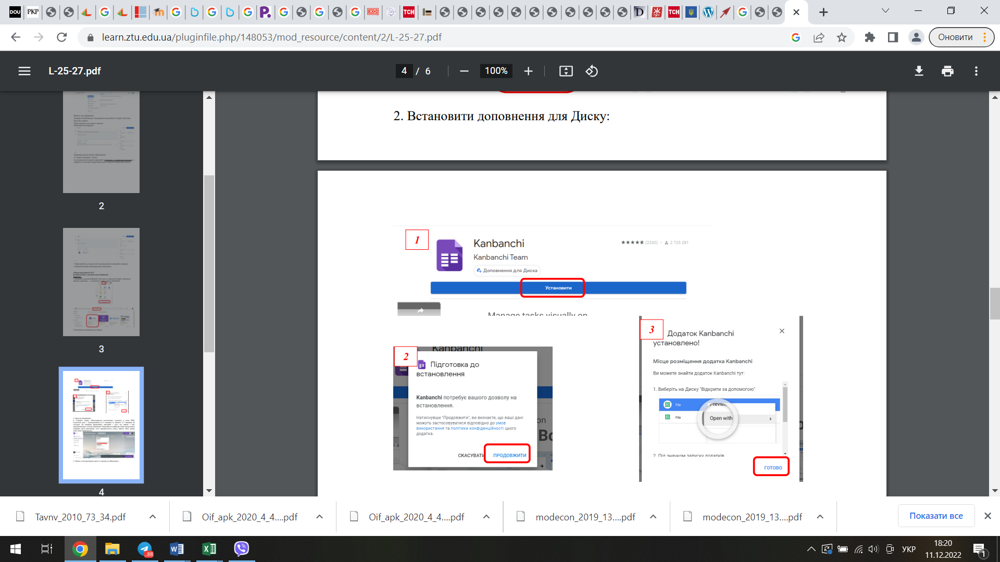 DOU
PKP
ТСН
ТСН
learn.ztu.edu.ua/pluginfile.php/148053/mod_resource/content/2/L-25-27.pdf
Оновити
L-25-27.pdf
4 / 6
100%
2
3
4
2. Встановити доповнення для Диску:
1
Kanbanchi
(2242)
2 725 281
Kanbanchi Team
Доповнення для Диска
Установити
Manage tasks visually on
2
Kanbanchi
Підготовка до
встановлення
Kanbanchi потребує вашого дозволу на
встановлення.
Натиснувши "Продовжити", ви визнаєте, що ваші дані
можуть застосовуватися відповідно до умов
використання та політики конфіденційності цього
додатка.
СКАСУВАТИ
ПРОДОВЖИТИ
3
Додаток Kanbanchi
установлено!
Місце розміщення додатка Kanbanchi
Ви можете знайти додаток Kanbanchi тут:
1. Виберіть на Диску "Відкрити за допомогою"
File
Preview
File
Open with
2. Під значком запуску додатків
ГОТОВО
Tavnv_2010_73_34.pdf
Oif_apk_2020_4_4....pdf
Oif_apk_2020_4_4....pdf
modecon_2019_13....pdf
modecon_2019_13....pdf
Показати все
..88
УКР
18:20
11.12.2022
1